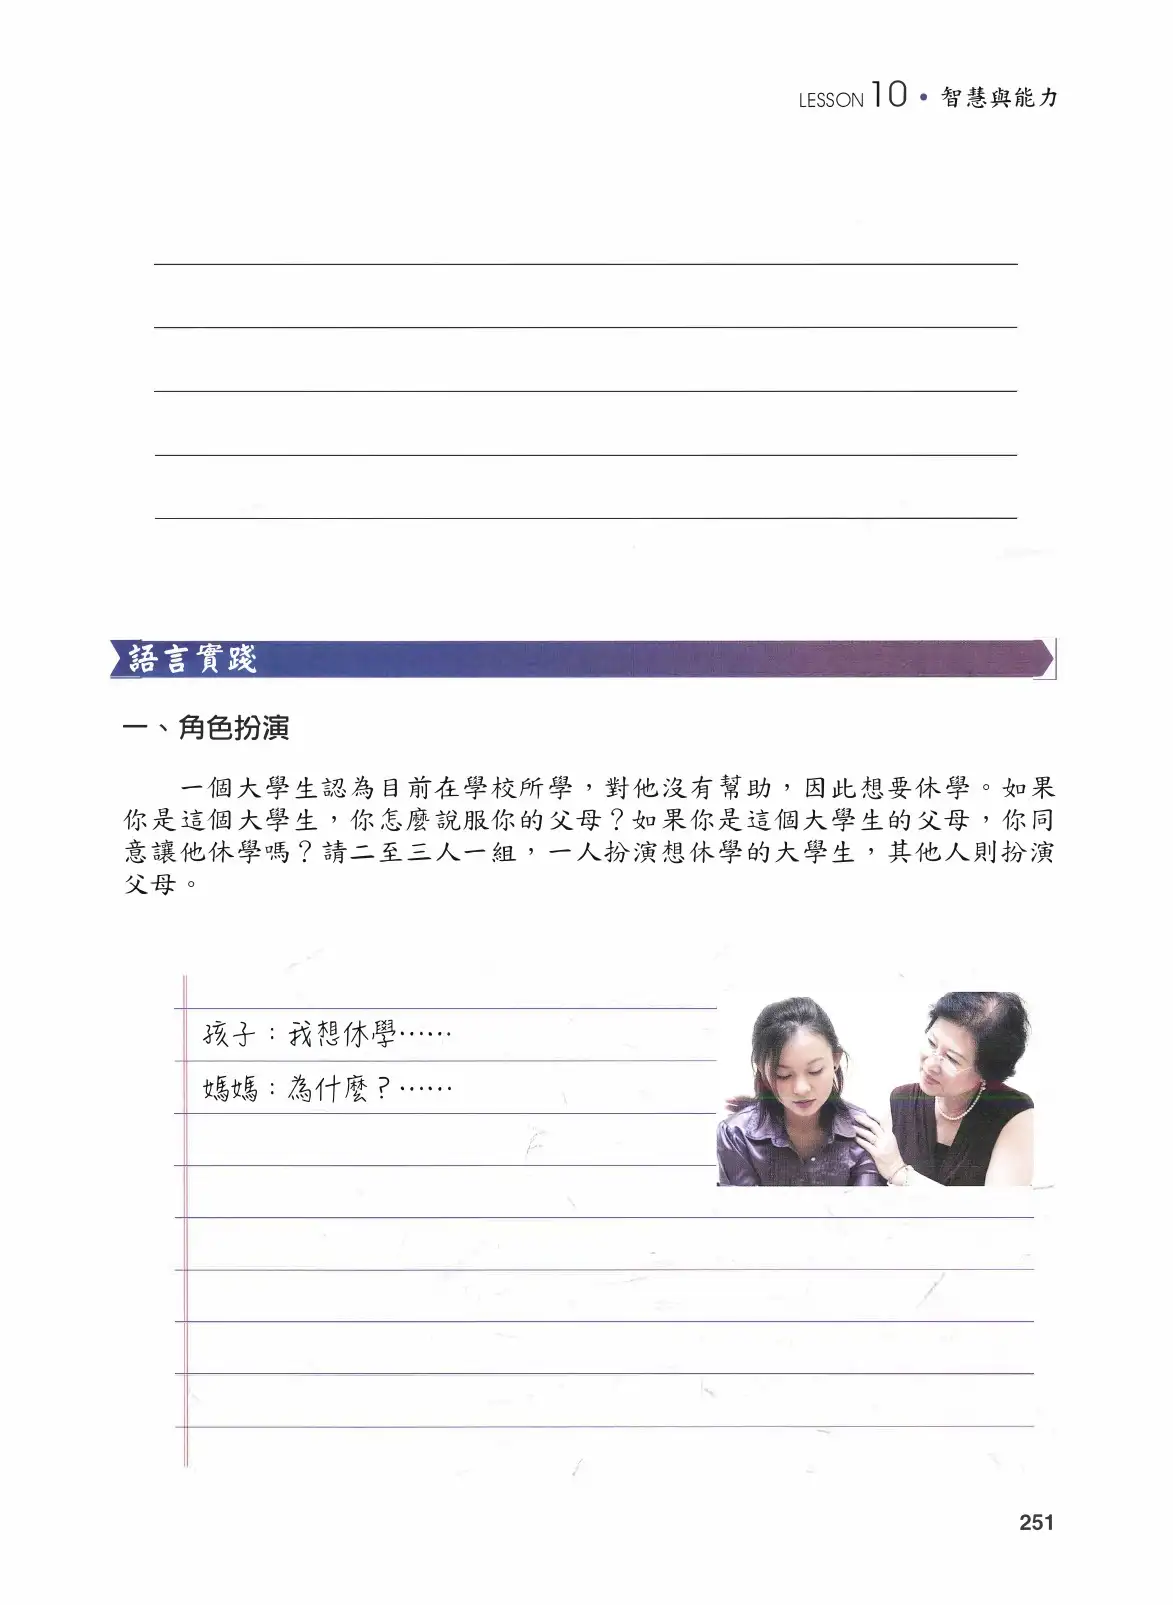 LESSON 10 • 智慧與能力
語言實踐
一、角色扮演
一個大學生認為目前在學校所學，對他沒有幫助，因此想要休學。如果
你是這個大學生，你怎麼說服你的父母？如果你是這個大學生的父母，你同
意讓他休學嗎？請二至三人一組，一人扮演想休學的大學生，其他人則扮演
父母。
孩子：我想休學……
媽媽：為什麼？……
251